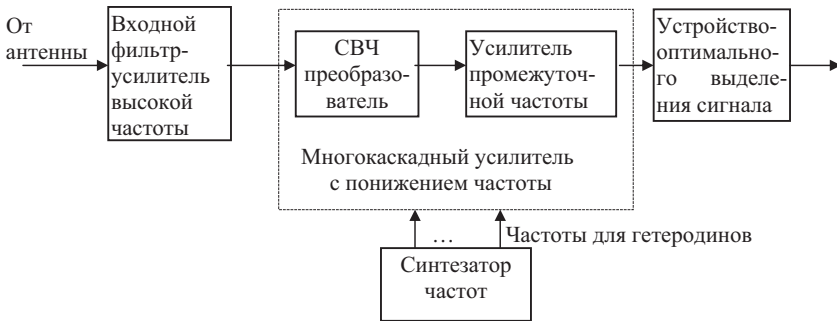 От
антенны
Входной
фильтр-
усилитель
высокой
частоты
СВЧ
преобразо-
ватель
Усилитель
промежуточ-
ной частоты
Многокаскадный усилитель
с понижением частоты
Устройство-
оптимально-
го выделе-
ния сигнала
...
Частоты для гетеродинов
Синтезатор
частот